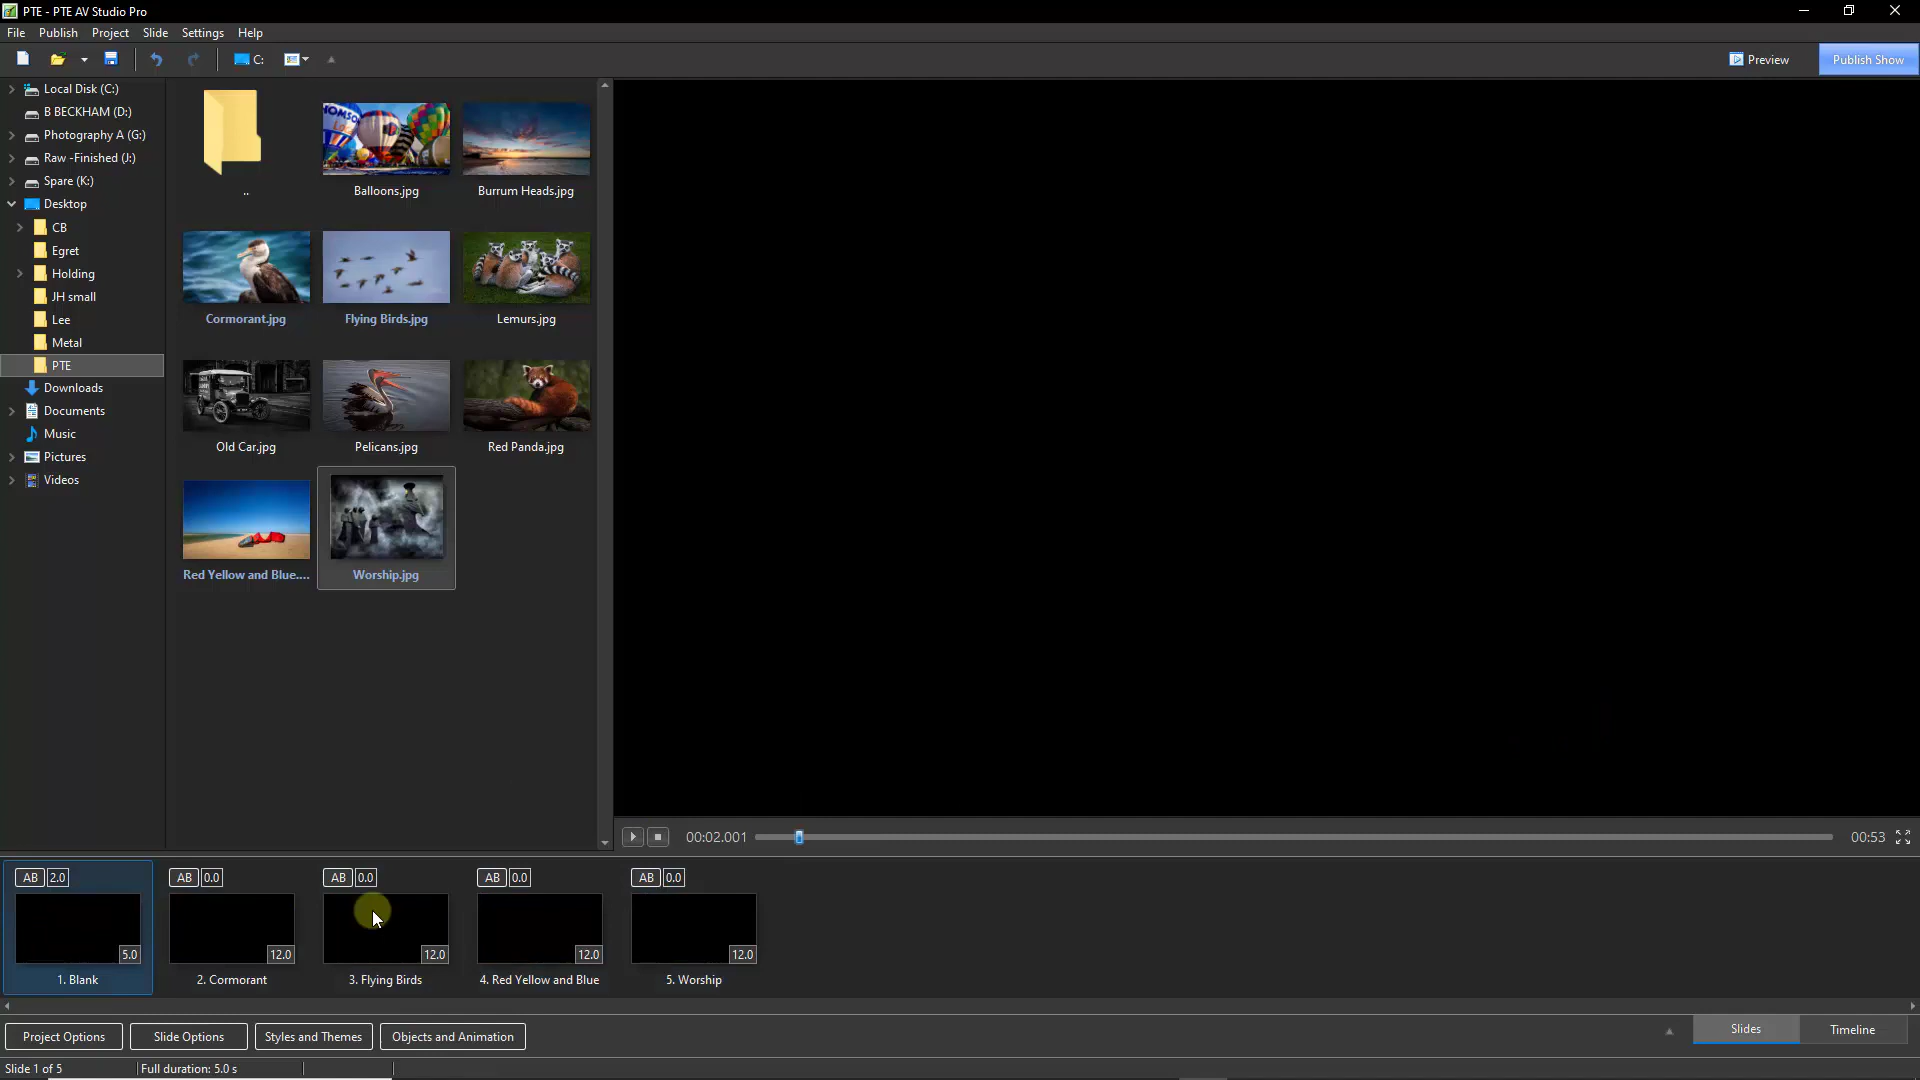 PTE - PTE AV Studio Pro
File Publish Project Slide Settings Help
C:
Preview
Publish Show
Local Disk (C:)
B BECKHAM (D:)
Photography A (G:)
Raw -Finished (J:)
Spare (K:)
Desktop
CB
Egret
Holding
JH small
Lee
Metal
PTE
Downloads
Documents
Music
Pictures
Videos
..
Balloons.jpg
Burrum Heads.jpg
Cormorant.jpg
Flying Birds.jpg
Lemurs.jpg
Old Car.jpg
Pelicans.jpg
Red Panda.jpg
Red Yellow and Blue....
Worship.jpg
00:02.001
00:53
AB 2.0
AB 0.0
AB 0.0
AB 0.0
AB 0.0
5.0
12.0
12.0
12.0
12.0
1. Blank
2. Cormorant
3. Flying Birds
4. Red Yellow and Blue
5. Worship
Project Options
Slide Options
Styles and Themes
Objects and Animation
Slides
Timeline
Slide 1 of 5
Full duration: 5.0 s